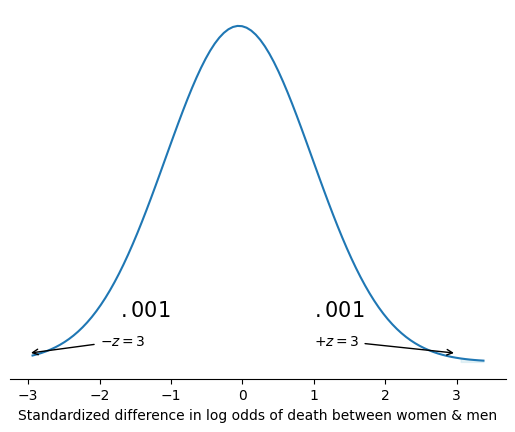 .001 .001
−z = 3 +z = 3
−3 −2 −1 0 1 2 3
Standardized difference in log odds of death between women & men